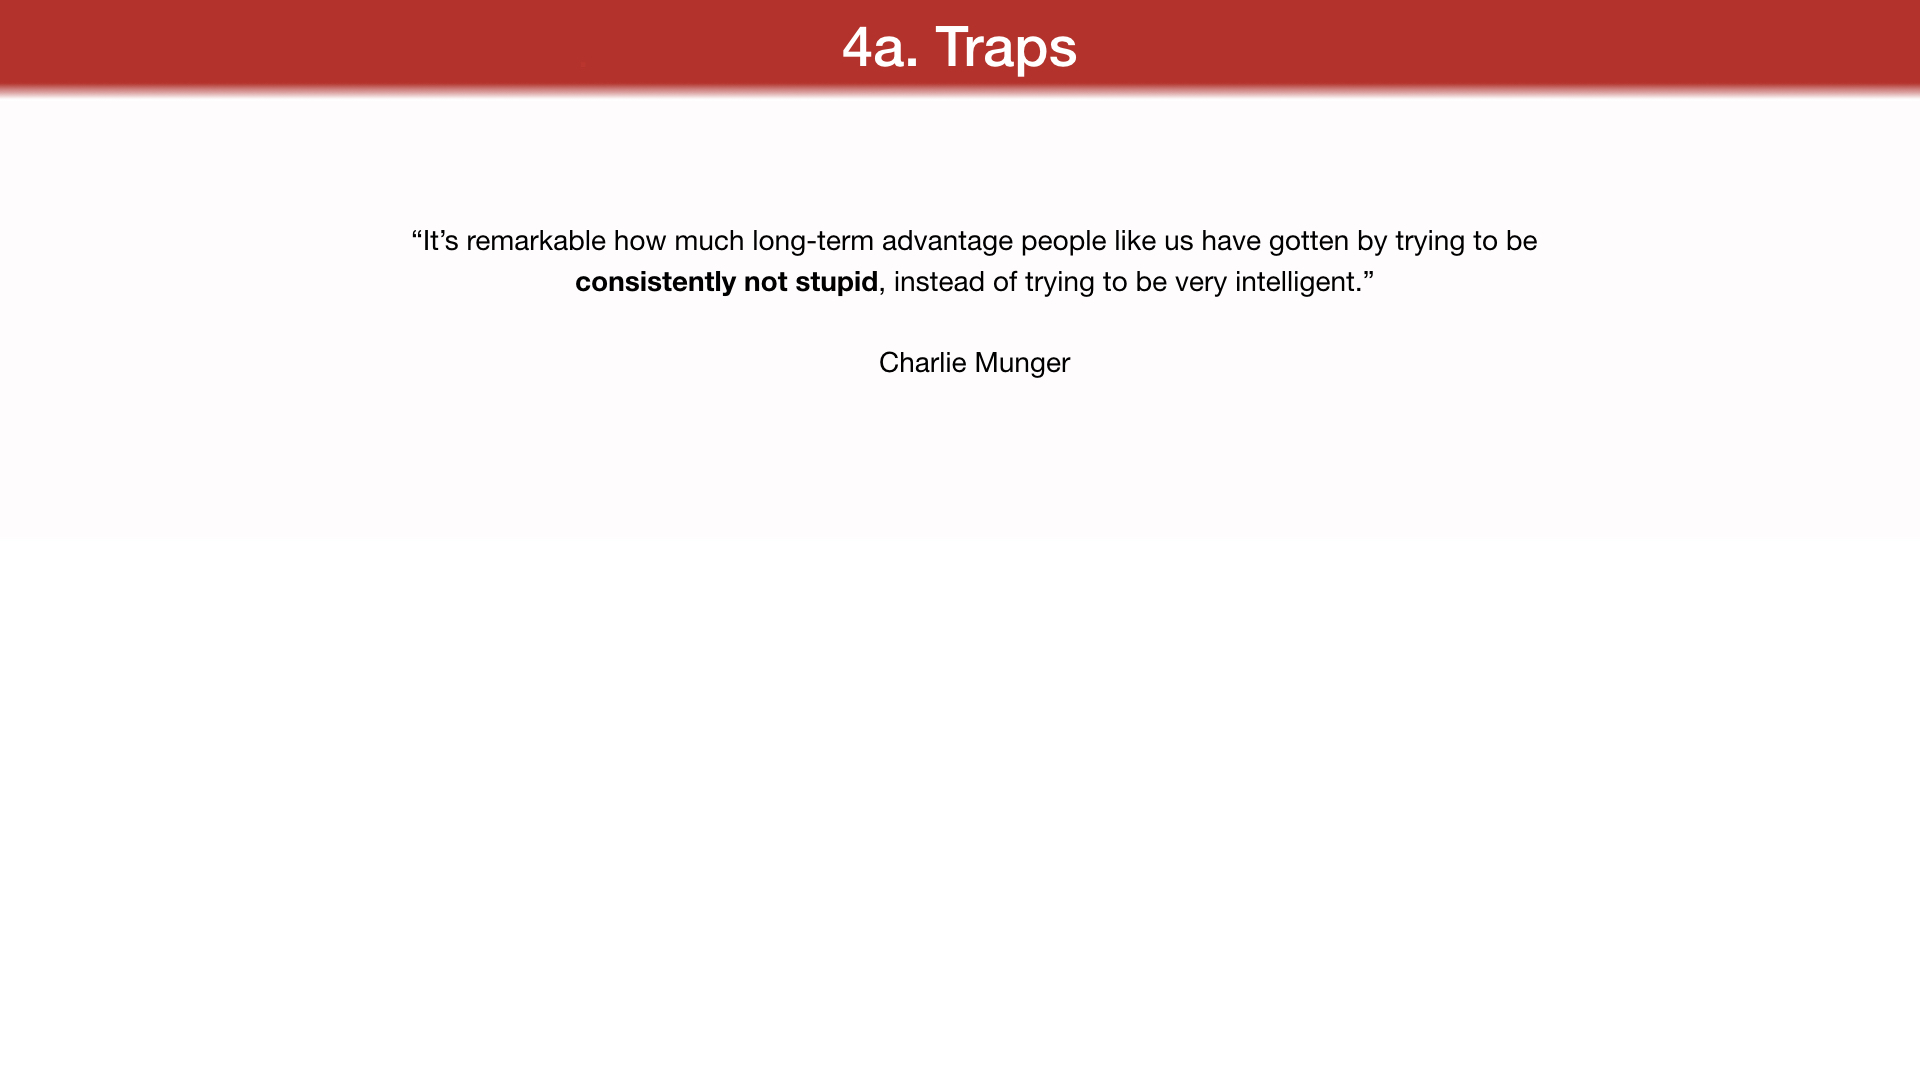 4a. Traps
“It’s remarkable how much long-term advantage people like us have gotten by trying to be
consistently not stupid, instead of trying to be very intelligent.”
Charlie Munger